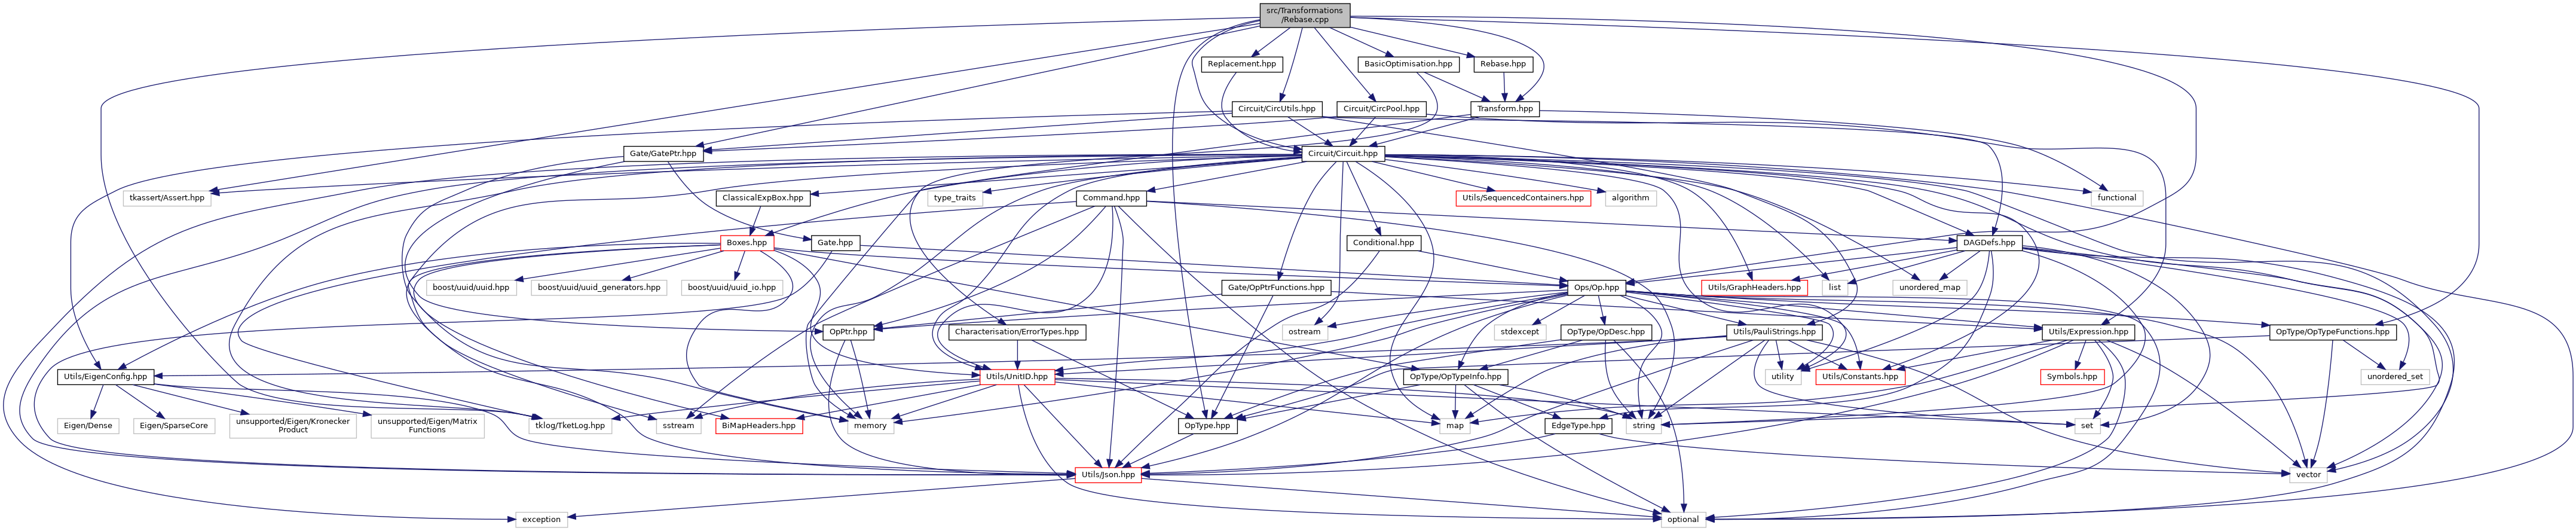 src/Transformations
/Rebase.cpp
Replacement.hpp
BasicOptimisation.hpp
Rebase.hpp
Circuit/CircUtils.hpp
Circuit/CircPool.hpp
Transform.hpp
Gate/GatePtr.hpp
Circuit/Circuit.hpp
tkassert/Assert.hpp
ClassicalExpBox.hpp
type_traits
Command.hpp
Utils/SequencedContainers.hpp
algorithm
functional
Boxes.hpp
Gate.hpp
Conditional.hpp
DAGDefs.hpp
boost/uuid/uuid.hpp
boost/uuid/uuid_generators.hpp
boost/uuid/uuid_io.hpp
Gate/OpPtrFunctions.hpp
Ops/Op.hpp
Utils/GraphHeaders.hpp
list
unordered_map
OpPtr.hpp
Characterisation/ErrorTypes.hpp
ostream
stdexcept
OpType/OpDesc.hpp
Utils/PauliStrings.hpp
Utils/Expression.hpp
OpType/OpTypeFunctions.hpp
Utils/EigenConfig.hpp
Utils/UnitID.hpp
OpType/OpTypeInfo.hpp
utility
Utils/Constants.hpp
Symbols.hpp
unordered_set
Eigen/Dense
Eigen/SparseCore
unsupported/Eigen/Kronecker
Product
unsupported/Eigen/Matrix
Functions
tklog/TketLog.hpp
sstream
BiMapHeaders.hpp
memory
OpType.hpp
map
EdgeType.hpp
string
set
Utils/Json.hpp
vector
exception
optional